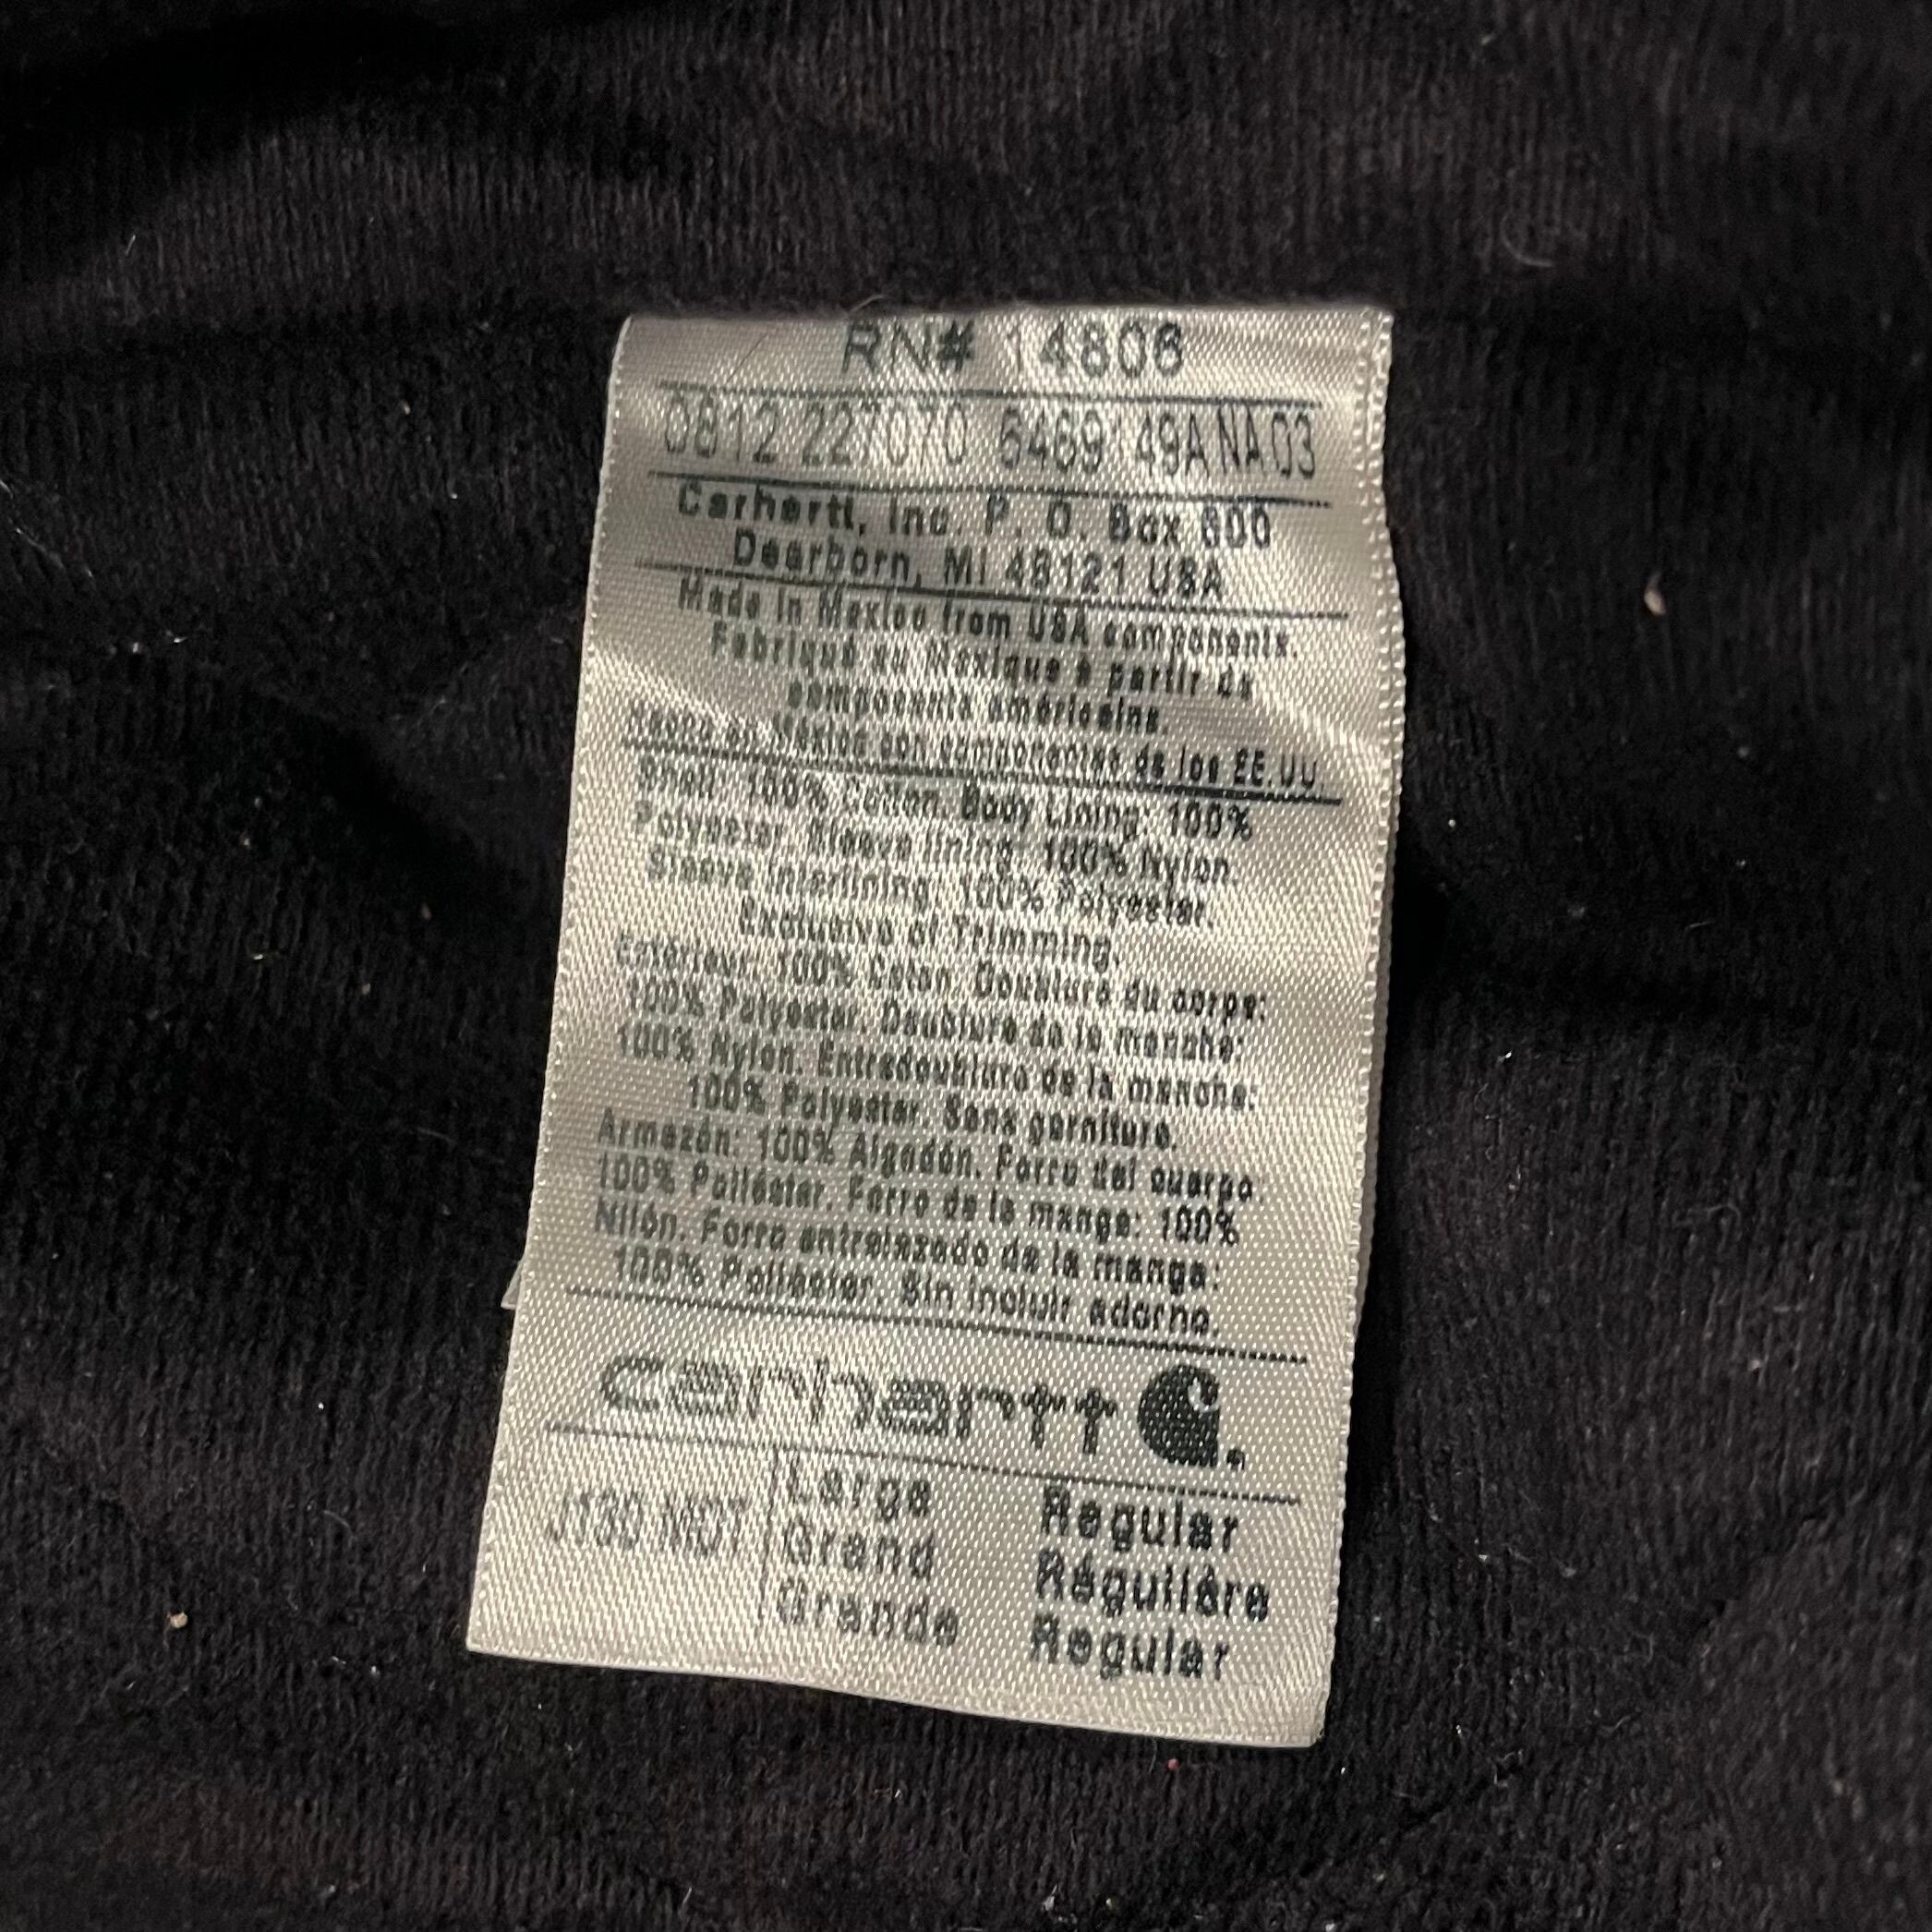 RN# 14806
0812 227070 6489 49A NA 03
Carhartt, Inc. P. O. Box 600
Dearborn, MI 48121 USA
Made in Mexico from USA components.
Fabriqué au Mexique à partir de
composants américains.
Hecho en México con componentes de los EE.UU.
Shell: 100% Cotton. Body Lining: 100%
Polyester. Sleeve lining: 100% Nylon.
Sleeve Interlining: 100% Polyester.
Exclusive of Trimming.
Extérieur: 100% Coton. Doublure du corps:
100% Polyester. Doublure de la manche:
100% Nylon. Entredoublure de la manche:
100% Polyester. Sans garniture.
Armazón: 100% Algodón. Forro del cuerpo:
100% Poliéster. Forro de la manga: 100%
Nilón. Forro entrelazado de la manga:
100% Poliéster. Sin incluir adorno.
carhartt
Large Regular
J130 MDT Grand Régulière
Grande Regular